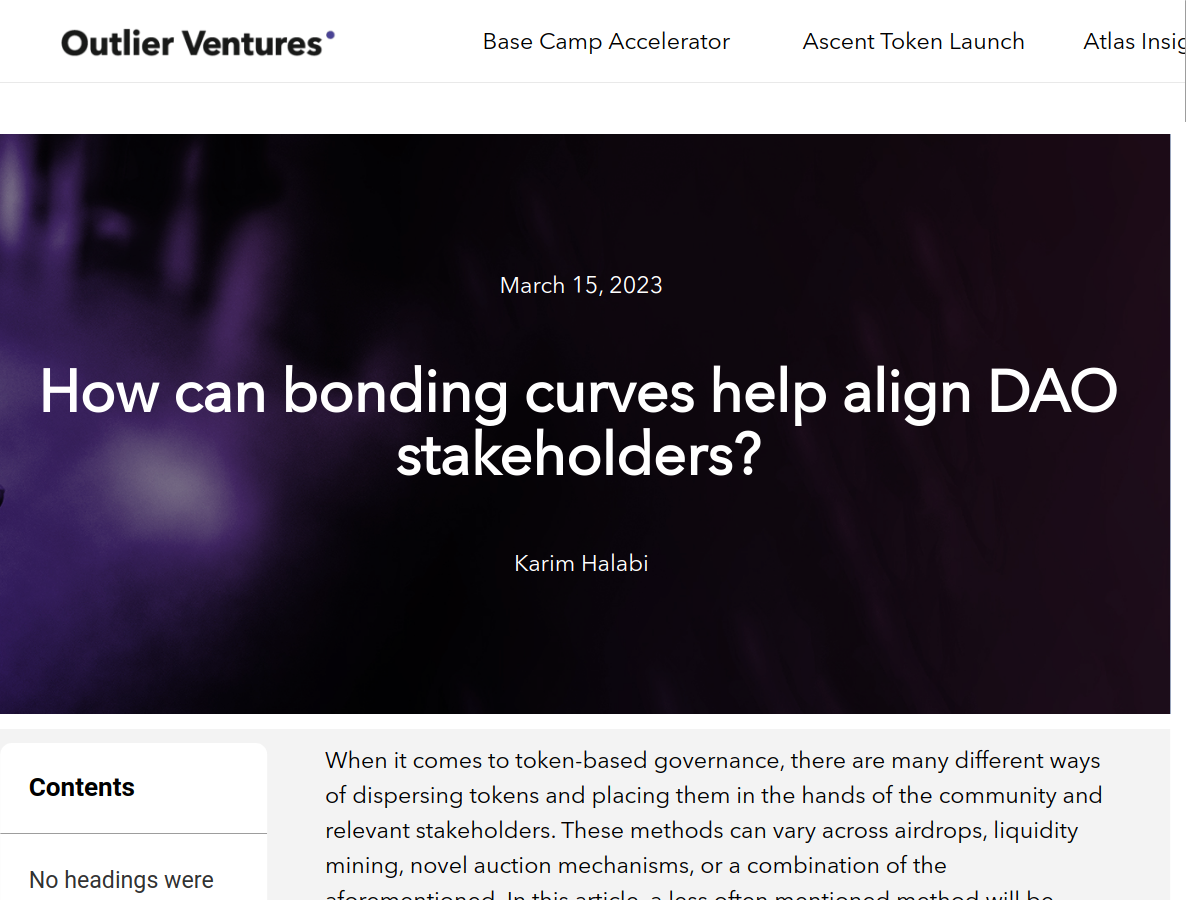 Outlier Ventures
Base Camp Accelerator
Ascent Token Launch
Atlas
March 15, 2023
How can bonding curves help align DAO
stakeholders?
Karim Halabi
Contents
No headings were
When it comes to token-based governance, there are many different ways
of dispersing tokens and placing them in the hands of the community and
relevant stakeholders. These methods can vary across airdrops, liquidity
mining, novel auction mechanisms, or a combination of the
aforementioned. In this article, a less often mentioned method will be